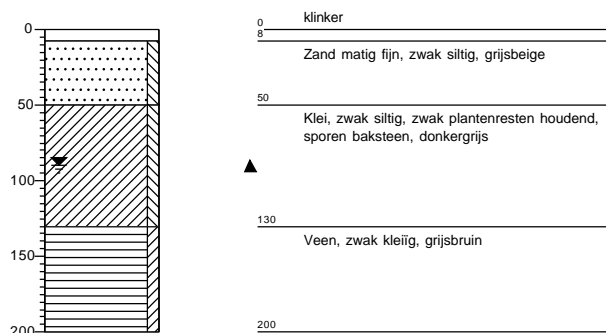 0
50
100
150
200
0
klinker
8
Zand matig fijn, zwak siltig, grijsbeige
50
Klei, zwak siltig, zwak plantenresten houdend,
sporen baksteen, donkergrijs
130
Veen, zwak kleiïg, grijsbruin
200